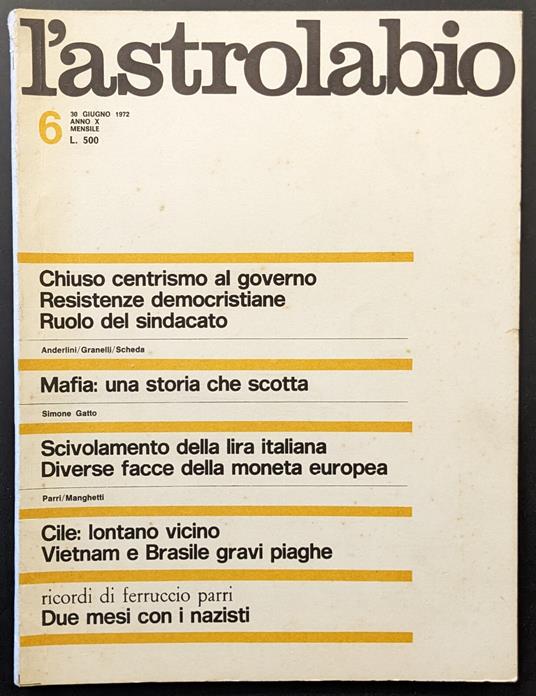 l'astrolabio
6
30 GIUGNO 1972
ANNO X
MENSILE
L. 500
Chiuso centrismo al governo
Resistenze democristiane
Ruolo del sindacato
Anderlini/Granelli/Scheda
Mafia: una storia che scotta
Simone Gatto
Scivolamento della lira italiana
Diverse facce della moneta europea
Parri/Manghetti
Cile: lontano vicino
Vietnam e Brasile gravi piaghe
ricordi di ferruccio parri
Due mesi con i nazisti